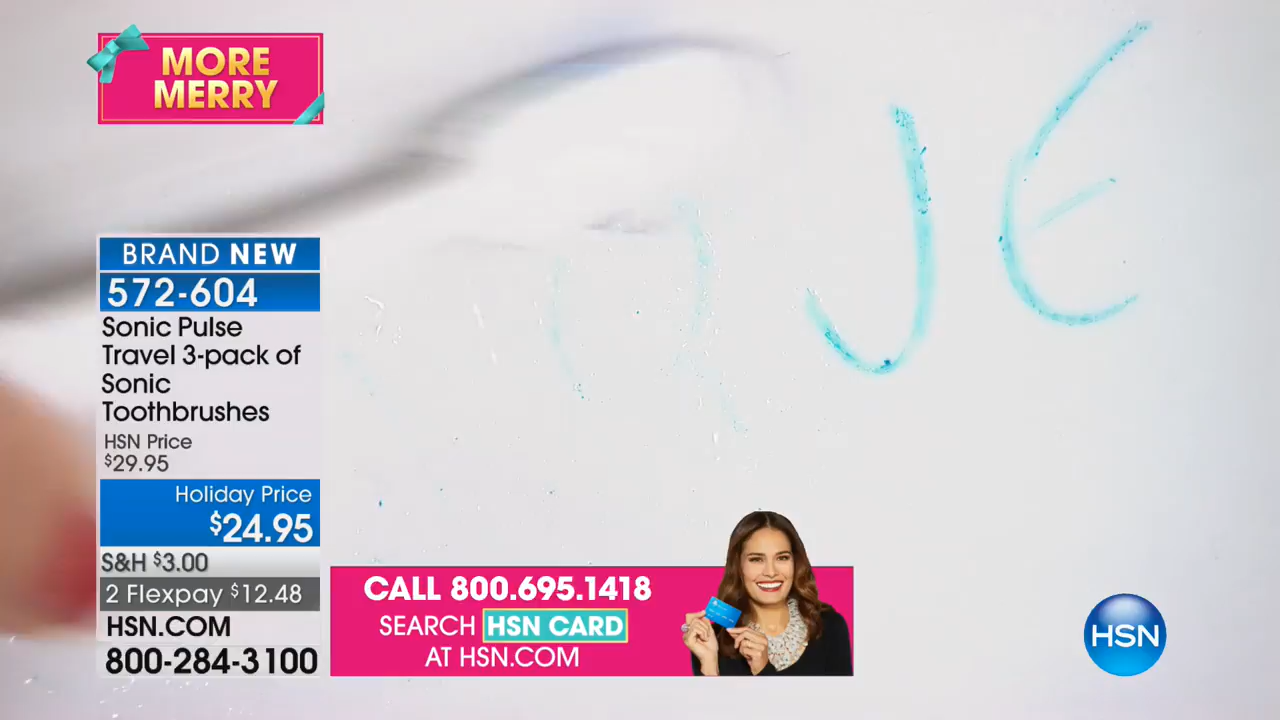 MORE
MERRY
BRAND NEW
572-604
Sonic Pulse
Travel 3-pack of
Sonic
Toothbrushes
HSN Price
$29.95
Holiday Price
$24.95
S&H $3.00
2 Flexpay $12.48
HSN.COM
800-284-3100
CALL 800.695.1418
SEARCH HSN CARD
AT HSN.COM
HSN
UE